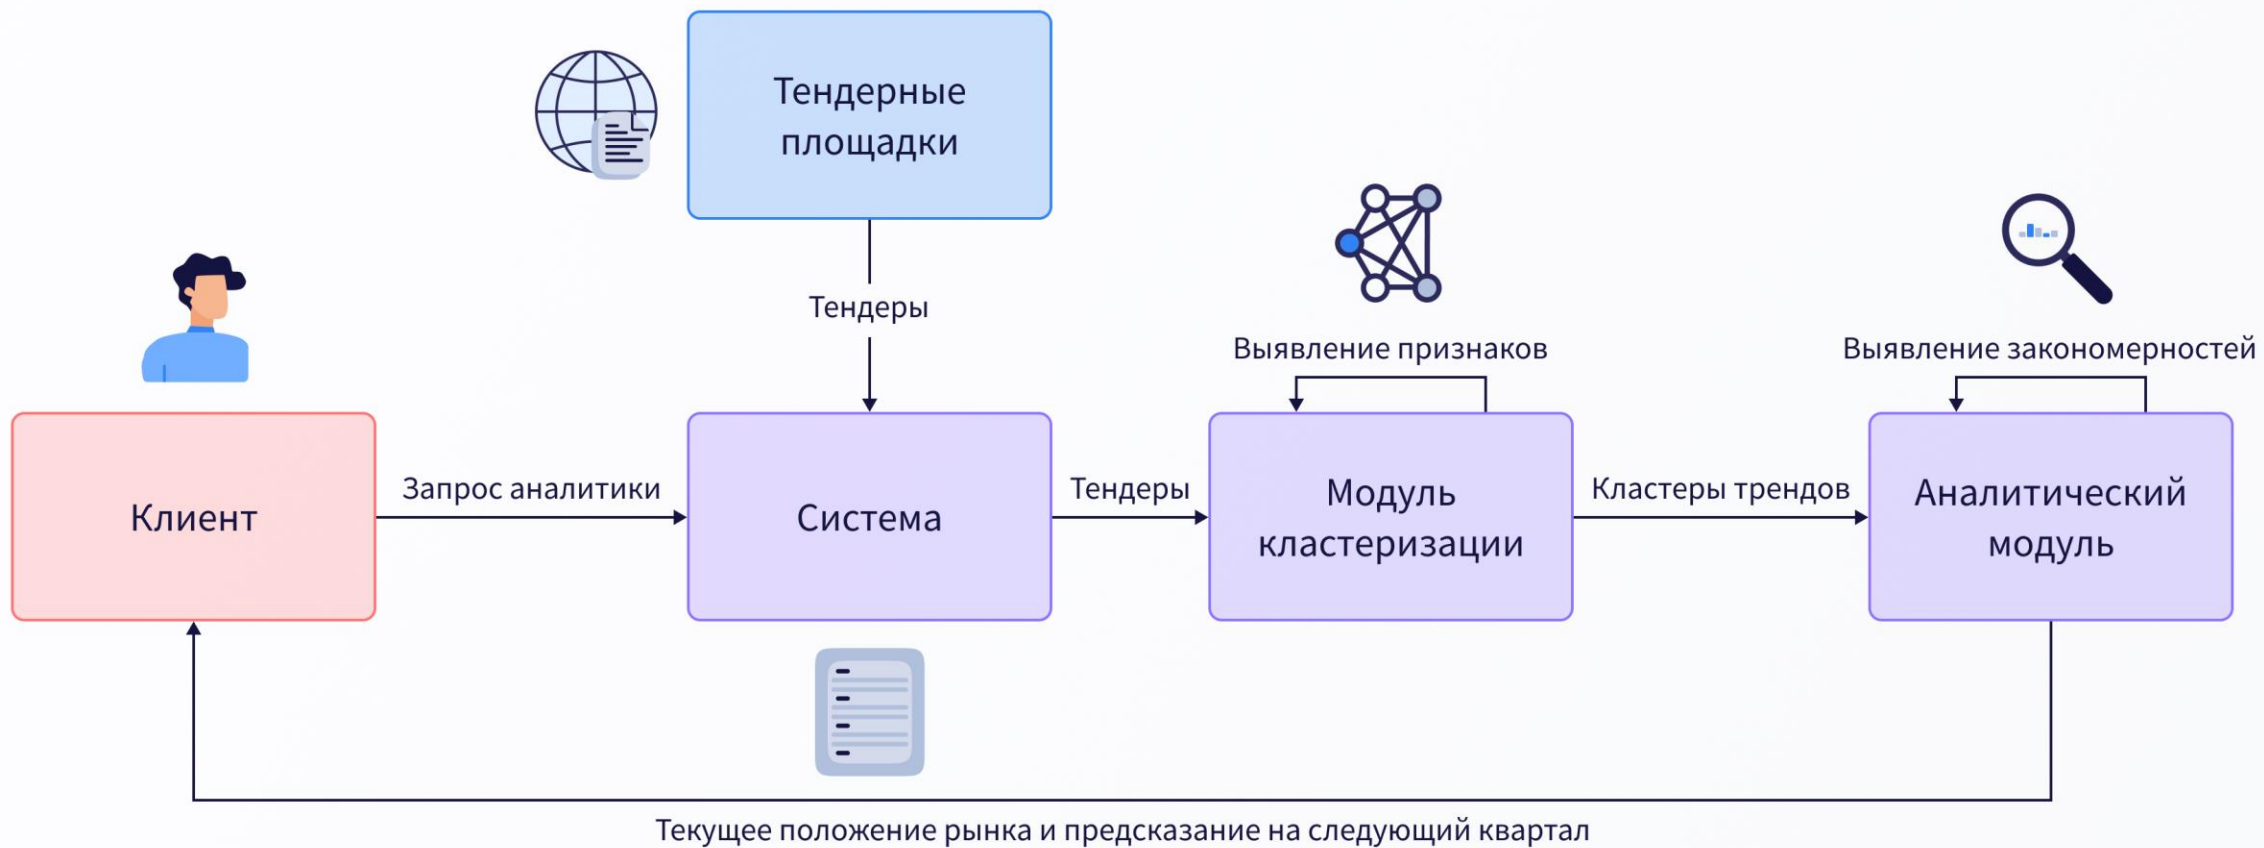 Тендерные
площадки
Тендеры
Выявление признаков
Выявление закономерностей
Клиент
Запрос аналитики
Система
Тендеры
Модуль
кластеризации
Кластеры трендов
Аналитический
модуль
Текущее положение рынка и предсказание на следующий квартал